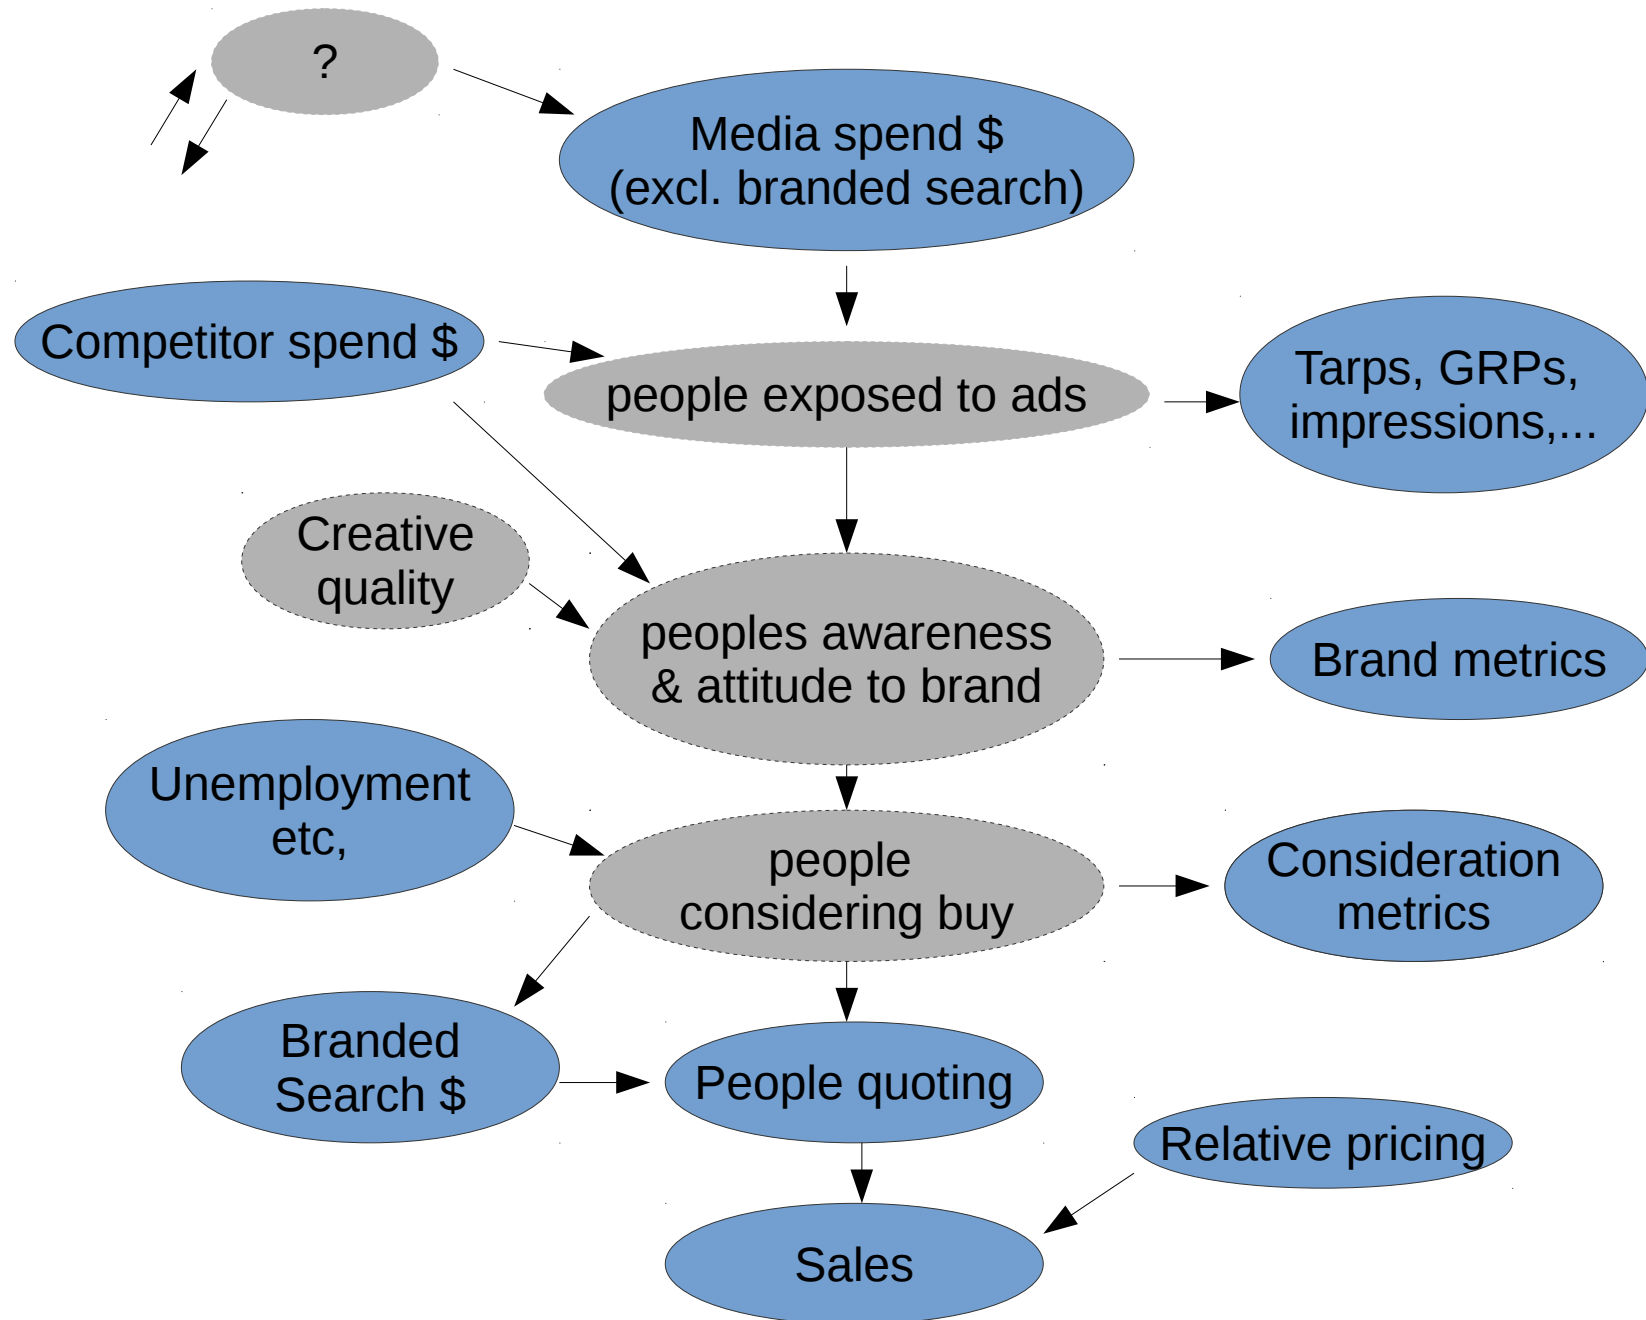 ?
Media spend $
(excl. branded search)
Competitor spend $
people exposed to ads
Tarps, GRPs,
impressions,...
Creative
quality
peoples awareness
& attitude to brand
Brand metrics
Unemployment
etc,
people
considering buy
Consideration
metrics
Branded
Search $
People quoting
Relative pricing
Sales